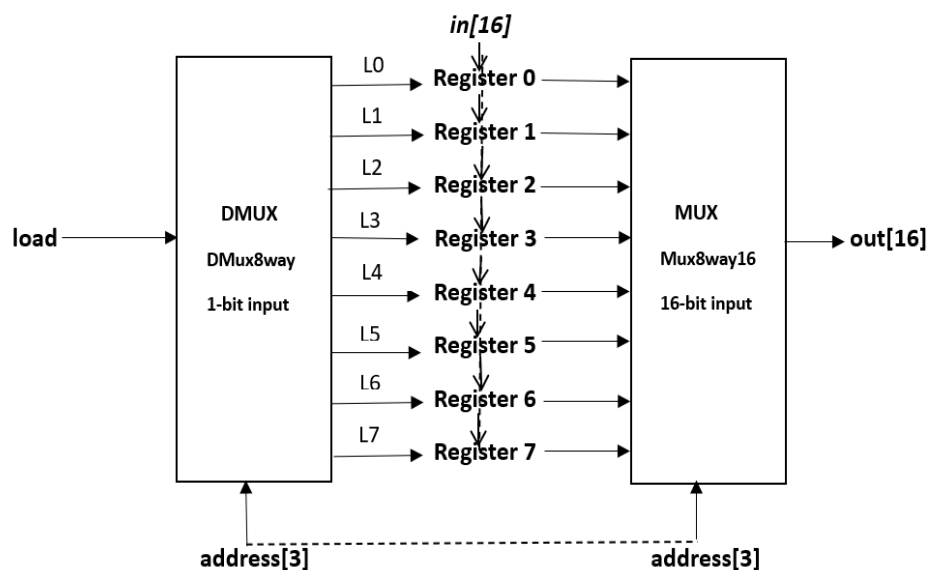 in[16]
L0
Register 0
L1
Register 1
L2
Register 2
DMUX
MUX
L3
load
Register 3
out[16]
DMux8way
Mux8way16
L4
1-bit input
Register 4
16-bit input
L5
Register 5
L6
Register 6
L7
Register 7
address[3]
address[3]